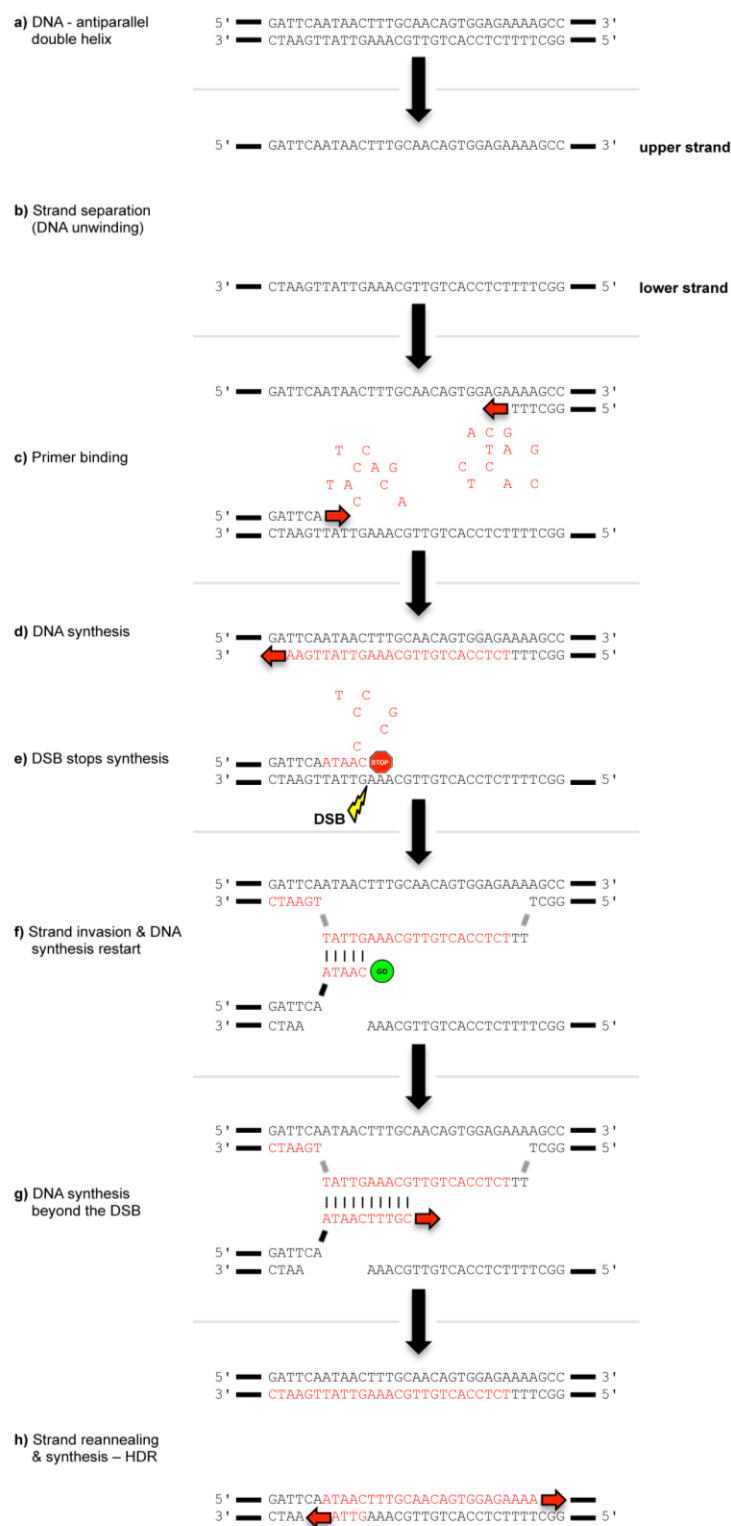 a) DNA - antiparallel
double helix
5' GATTCAATAACTTTGCAACAGTGGAGAAAAGCC 3'
3' CTAAGTTATTGAAACGTTGTCACCTCTTTTCGG 5'
5' GATTCAATAACTTTGCAACAGTGGAGAAAAGCC 3' upper strand
b) Strand separation
(DNA unwinding)
3' CTAAGTTATTGAAACGTTGTCACCTCTTTTCGG 5' lower strand
5' GATTCAATAACTTTGCAACAGTGGAGAAAAGCC 3'
TTTCGG 5'
c) Primer binding
A C G
T C T A G
C A G C C
T A C T A C
C A
5' GATTCA
3' CTAAGTTATTGAAACGTTGTCACCTCTTTTCGG 5'
d) DNA synthesis
5' GATTCAATAACTTTGCAACAGTGGAGAAAAGCC 3'
3' AAGTTATTGAAACGTTGTCACCTCTTTTCGG 5'
T C
C G
C
C
e) DSB stops synthesis
5' GATTCAATAAC STOP
3' CTAAGTTATTGAAACGTTGTCACCTCTTTTCGG 5'
DSB
5' GATTCAATAACTTTGCAACAGTGGAGAAAAGCC 3'
3' CTAAGT TCGG 5'
f) Strand invasion & DNA
synthesis restart
TATTGAAACGTTGTCACCTCTTT
ATAAC GO
5' GATTCA
3' CTAA AAACGTTGTCACCTCTTTTCGG 5'
5' GATTCAATAACTTTGCAACAGTGGAGAAAAGCC 3'
3' CTAAGT TCGG 5'
g) DNA synthesis
beyond the DSB
TATTGAAACGTTGTCACCTCTTT
ATAACTTTGC
5' GATTCA
3' CTAA AAACGTTGTCACCTCTTTTCGG 5'
5' GATTCAATAACTTTGCAACAGTGGAGAAAAGCC 3'
3' CTAAGTTATTGAAACGTTGTCACCTCTTTTCGG 5'
h) Strand reannealing
& synthesis – HDR
5' GATTCAATAACTTTGCAACAGTGGAGAAAA
3' CTAA ATTGAAACGTTGTCACCTCTTTTCGG 5'